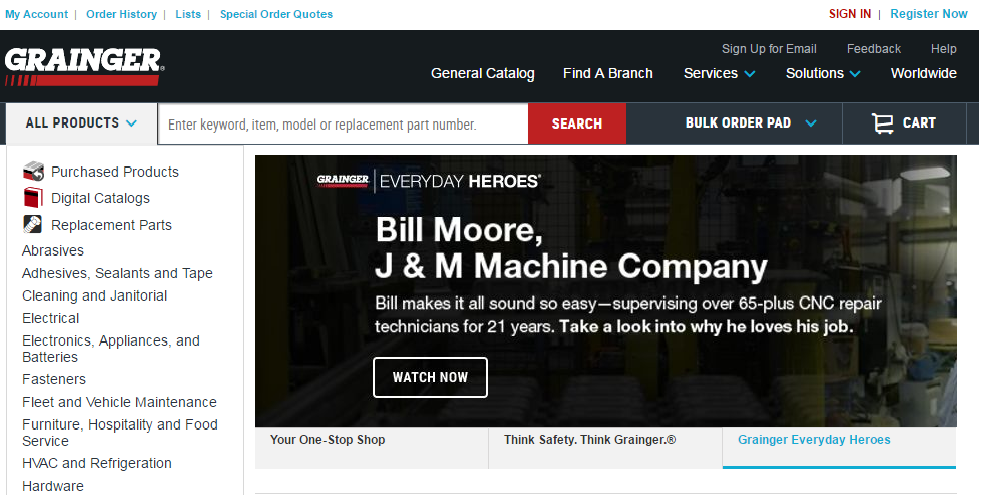 My Account | Order History | Lists | Special Order Quotes SIGN IN | Register Now
Sign Up for Email Feedback Help
GRAINGER®
General Catalog Find A Branch Services Solutions Worldwide
ALL PRODUCTS Enter keyword, item, model or replacement part number. SEARCH BULK ORDER PAD CART
Purchased Products
Digital Catalogs
Replacement Parts
Abrasives
Adhesives, Sealants and Tape
Cleaning and Janitorial
Electrical
Electronics, Appliances, and
Batteries
Fasteners
Fleet and Vehicle Maintenance
Furniture, Hospitality and Food
Service
HVAC and Refrigeration
Hardware
GRAINGER | EVERYDAY HEROES®
Bill Moore,
J & M Machine Company
Bill makes it all sound so easy—supervising over 65-plus CNC repair
technicians for 21 years. Take a look into why he loves his job.
WATCH NOW
Your One-Stop Shop Think Safety. Think Grainger.® Grainger Everyday Heroes